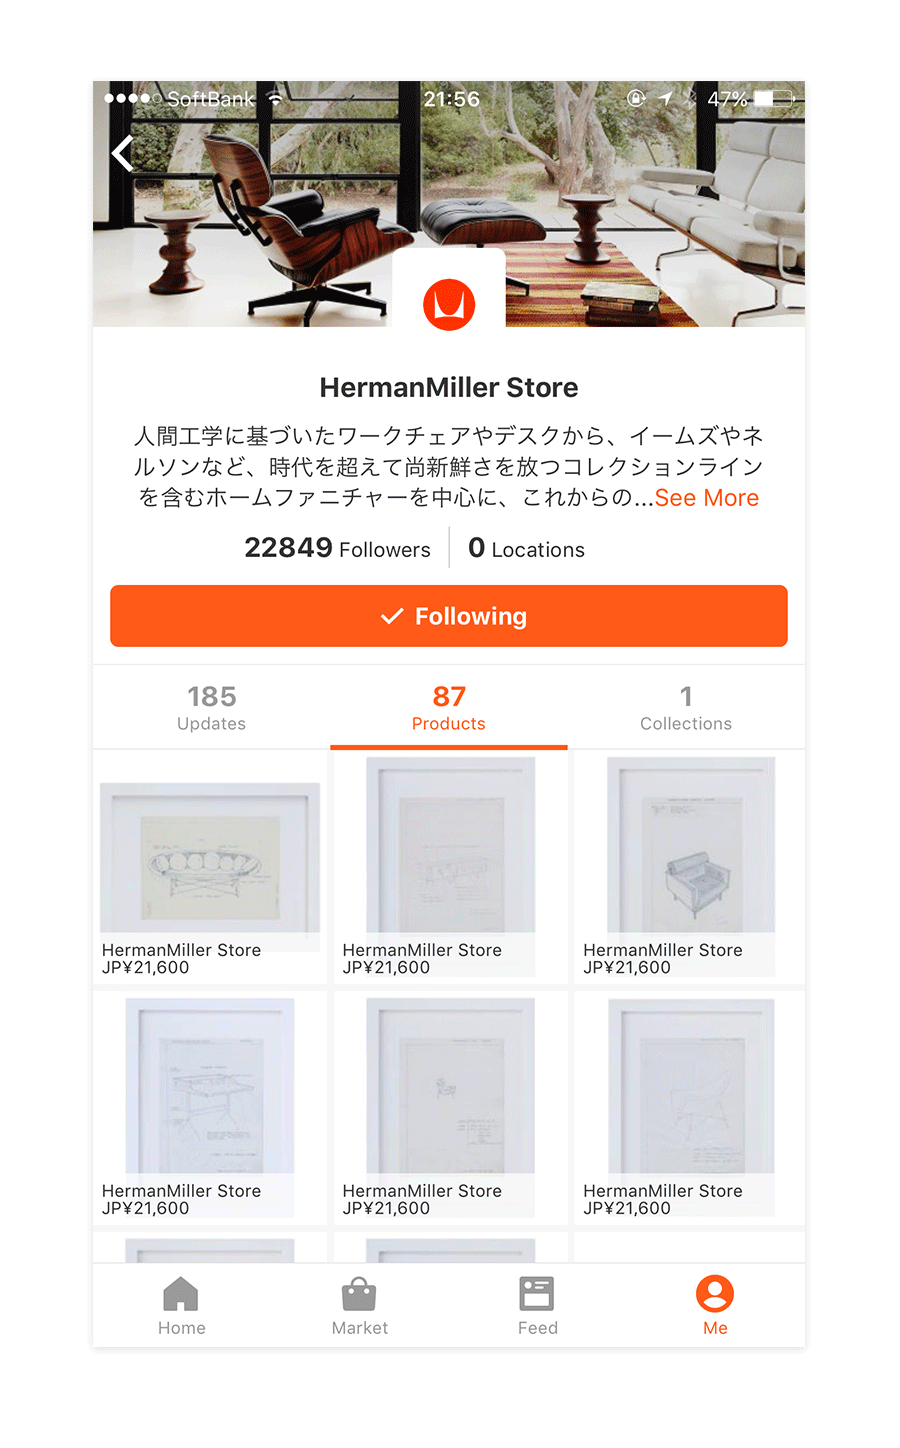 SoftBank 21:56 47%
HermanMiller Store
人間工学に基づいたワークチェアやデスクから、イームズやネ
ルソンなど、時代を超えて尚新鮮さを放つコレクションライン
を含むホームファニチャーを中心に、これからの...See More
22849 Followers 0 Locations
Following
185 87 1
Updates Products Collections
HermanMiller Store HermanMiller Store HermanMiller Store
JP¥21,600 JP¥21,600 JP¥21,600
HermanMiller Store HermanMiller Store HermanMiller Store
JP¥21,600 JP¥21,600 JP¥21,600
Home Market Feed Me